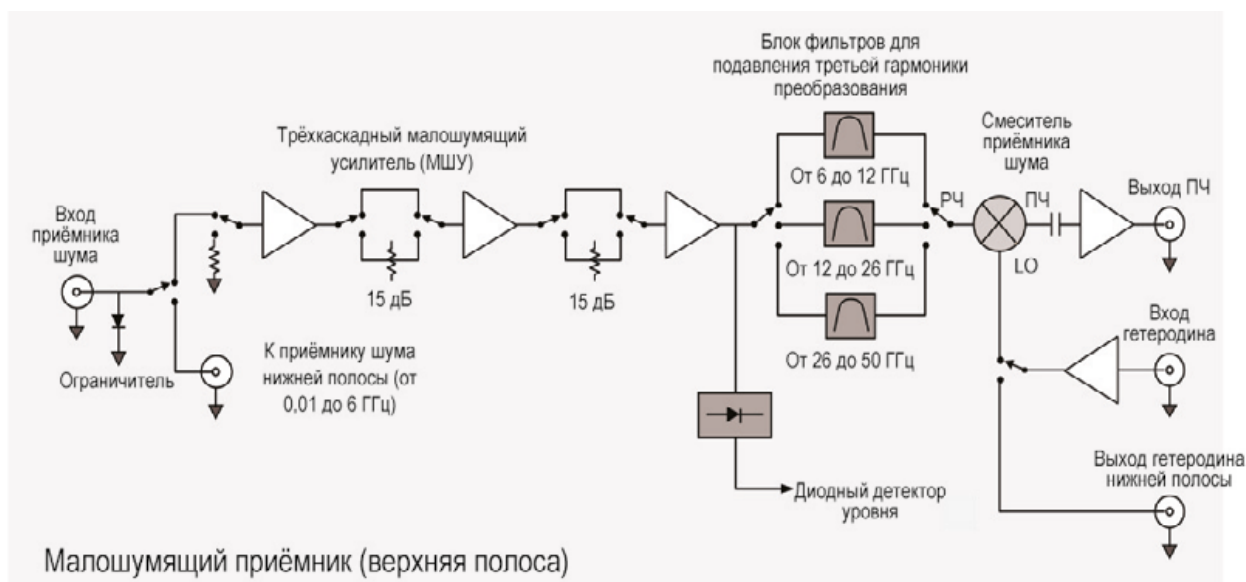 Блок фильтров для
подавления третьей гармоники
преобразования
Трёхкаскадный малошумящий
усилитель (МШУ)
Смеситель
приёмника
шума
От 6 до 12 ГГц
РЧ
ПЧ
Выход ПЧ
Вход
приёмника
шума
От 12 до 26 ГГц
LO
15 дБ
15 дБ
Вход
гетеродина
От 26 до 50 ГГц
К приёмнику шума
нижней полосы (от
0,01 до 6 ГГц)
Ограничитель
Выход гетеродина
нижней полосы
Диодный детектор
уровня
Малошумящий приёмник (верхняя полоса)